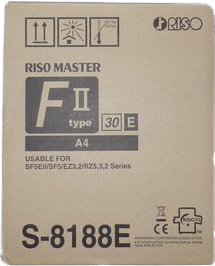 RISO
RISO MASTER
F II type 30 E
A4
USABLE FOR
SF5EII/SF5/EZ3,2/RZ5,3,2 Series
S-8188E